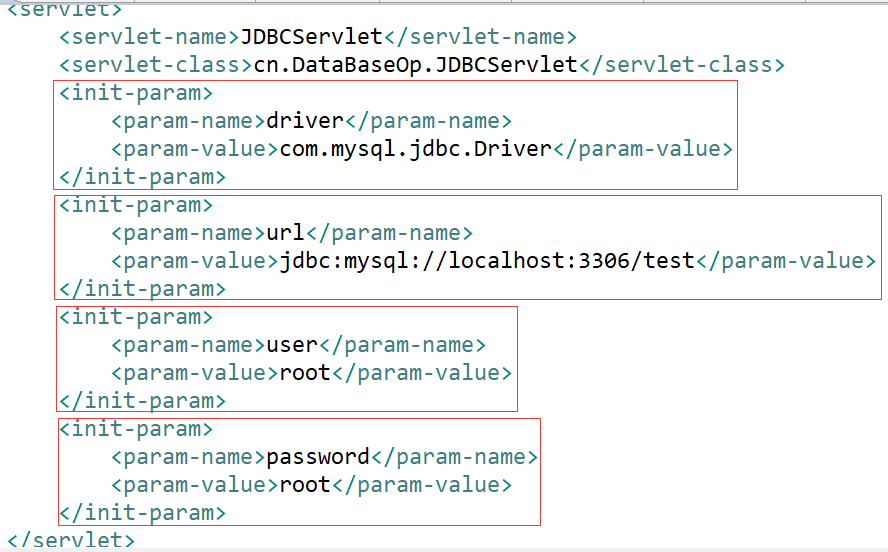 <servlet>
<servlet-name>JDBCServlet</servlet-name>
<servlet-class>cn.DataBaseOp.JDBCServlet</servlet-class>
<init-param>
<param-name>driver</param-name>
<param-value>com.mysql.jdbc.Driver</param-value>
</init-param>
<init-param>
<param-name>url</param-name>
<param-value>jdbc:mysql://localhost:3306/test</param-value>
</init-param>
<init-param>
<param-name>user</param-name>
<param-value>root</param-value>
</init-param>
<init-param>
<param-name>password</param-name>
<param-value>root</param-value>
</init-param>
</servlet>